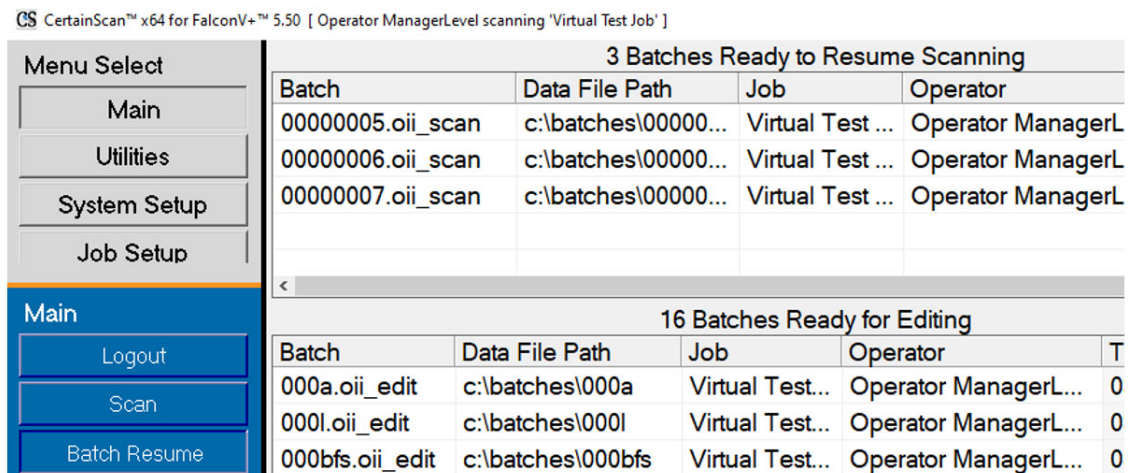 CS CertainScan™ x64 for FalconV+™ 5.50 [ Operator ManagerLevel scanning 'Virtual Test Job' ]
Menu Select
Main
Utilities
System Setup
Job Setup
Main
Logout
Scan
Batch Resume
3 Batches Ready to Resume Scanning
Batch Data File Path Job Operator
00000005.oii_scan c:\batches\00000... Virtual Test ... Operator ManagerL
00000006.oii_scan c:\batches\00000... Virtual Test ... Operator ManagerL
00000007.oii_scan c:\batches\00000... Virtual Test ... Operator ManagerL
16 Batches Ready for Editing
Batch Data File Path Job Operator T
000a.oii_edit c:\batches\000a Virtual Test... Operator ManagerL... 0
000l.oii_edit c:\batches\000l Virtual Test... Operator ManagerL... 0
000bfs.oii_edit c:\batches\000bfs Virtual Test... Operator ManagerL... 0